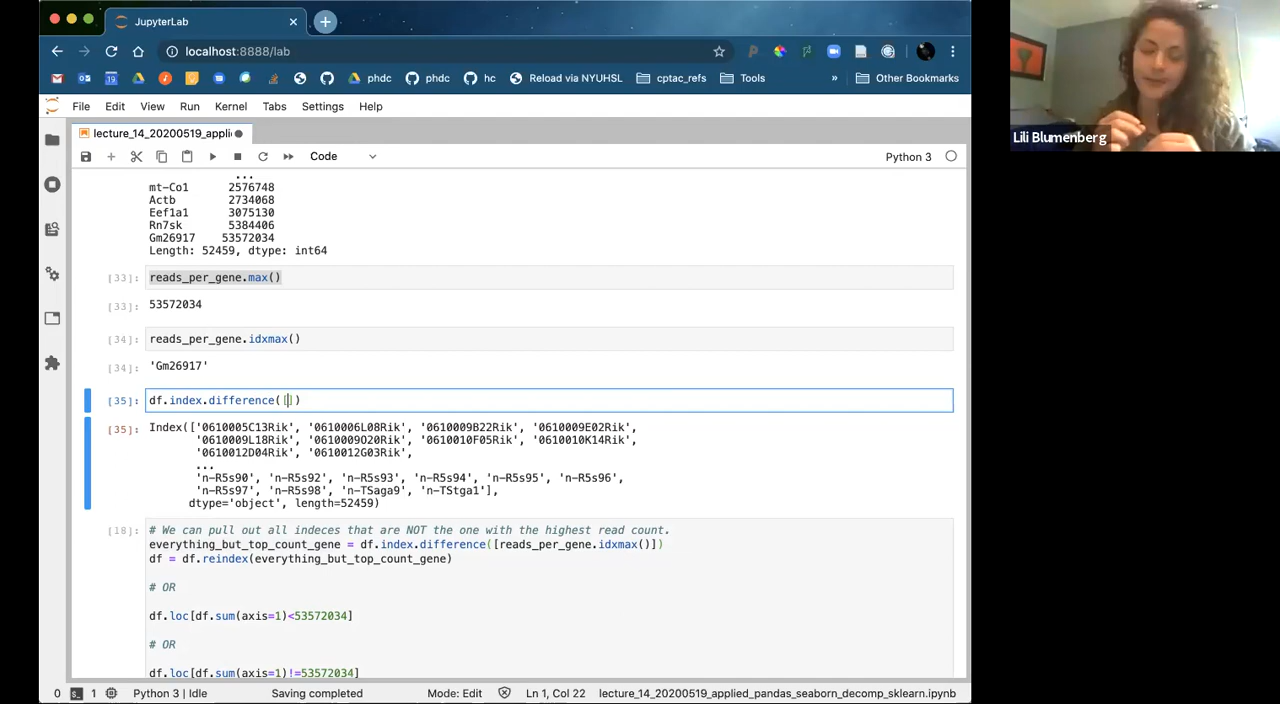 JupyterLab
localhost:8888/lab
phdc
phdc
hc
Reload via NYUHSL
cptac_refs
Tools
»
Other Bookmarks
File Edit View Run Kernel Tabs Settings Help
lecture_14_20200519_appli
Code
Python 3
...
mt-Co1 2576748
Actb 2734068
Eef1a1 3075130
Rn7sk 5384406
Gm26917 53572034
Length: 52459, dtype: int64
[33]: reads_per_gene.max()
[33]: 53572034
[34]: reads_per_gene.idxmax()
[34]: 'Gm26917'
[35]: df.index.difference([])
[35]: Index(['0610005C13Rik', '0610006L08Rik', '0610009B22Rik', '0610009E02Rik',
'0610009L18Rik', '0610009O20Rik', '0610010F05Rik', '0610010K14Rik',
'0610012D04Rik', '0610012G03Rik',
...
'n-R5s90', 'n-R5s92', 'n-R5s93', 'n-R5s94', 'n-R5s95', 'n-R5s96',
'n-R5s97', 'n-R5s98', 'n-TSaga9', 'n-TStga1'],
dtype='object', length=52459)
[18]: # We can pull out all indeces that are NOT the one with the highest read count.
everything_but_top_count_gene = df.index.difference([reads_per_gene.idxmax()])
df = df.reindex(everything_but_top_count_gene)
# OR
df.loc[df.sum(axis=1)<53572034]
# OR
df.loc[df.sum(axis=1)!=53572034]
0 1 Python 3 | Idle Saving completed Mode: Edit Ln 1, Col 22 lecture_14_20200519_applied_pandas_seaborn_decomp_sklearn.ipynb
Lili Blumenberg